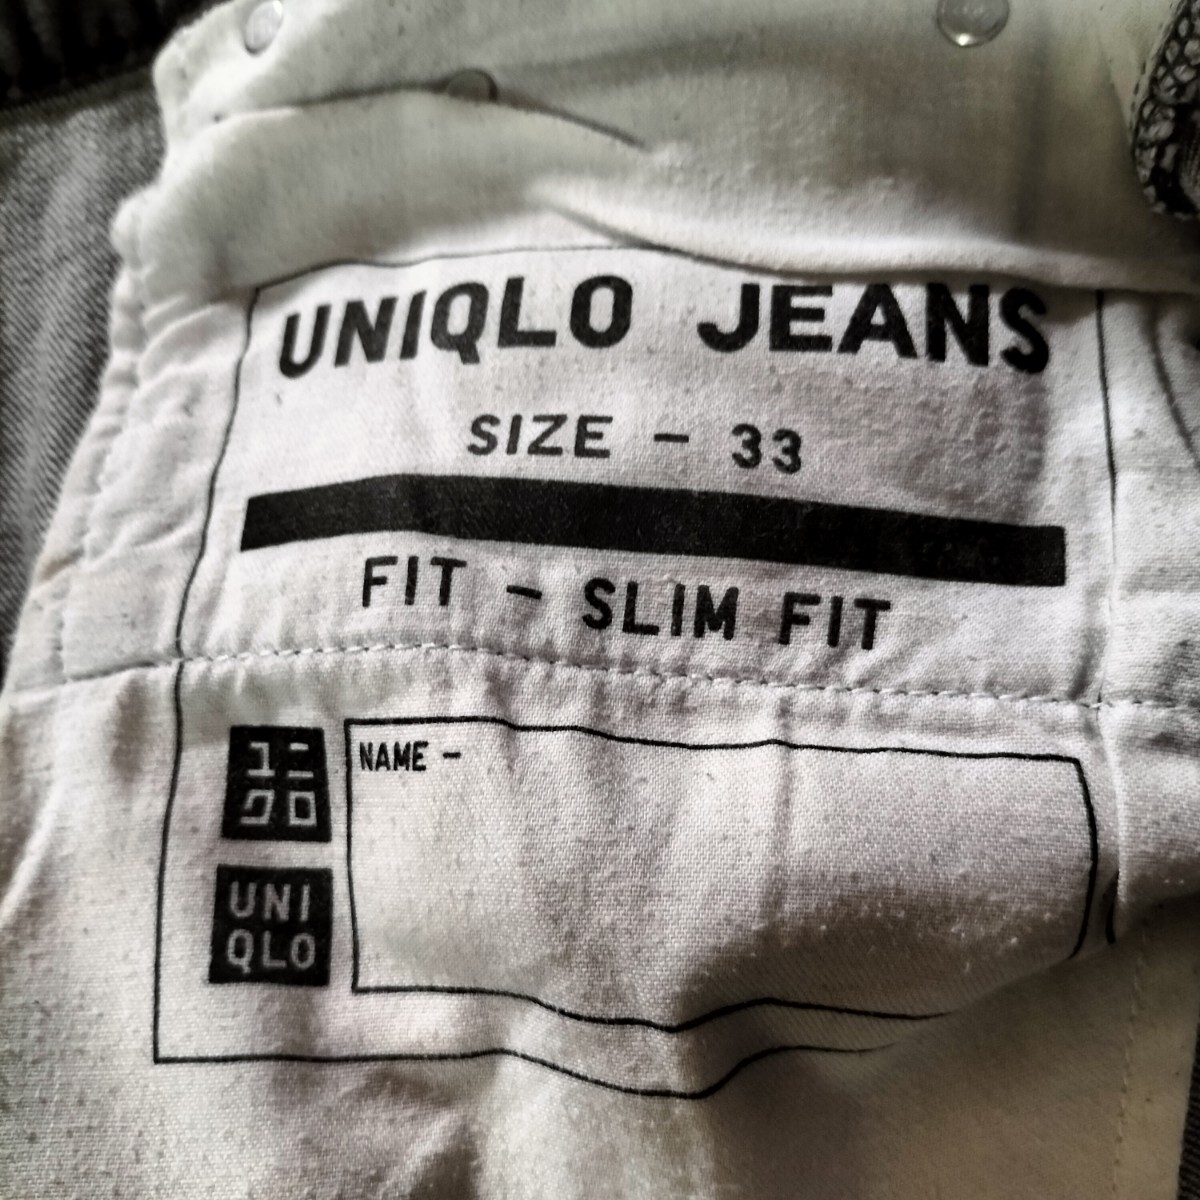 UNIQLO JEANS
SIZE - 33
FIT - SLIM FIT
NAME -
ユニ
クロ
UNI
QLO